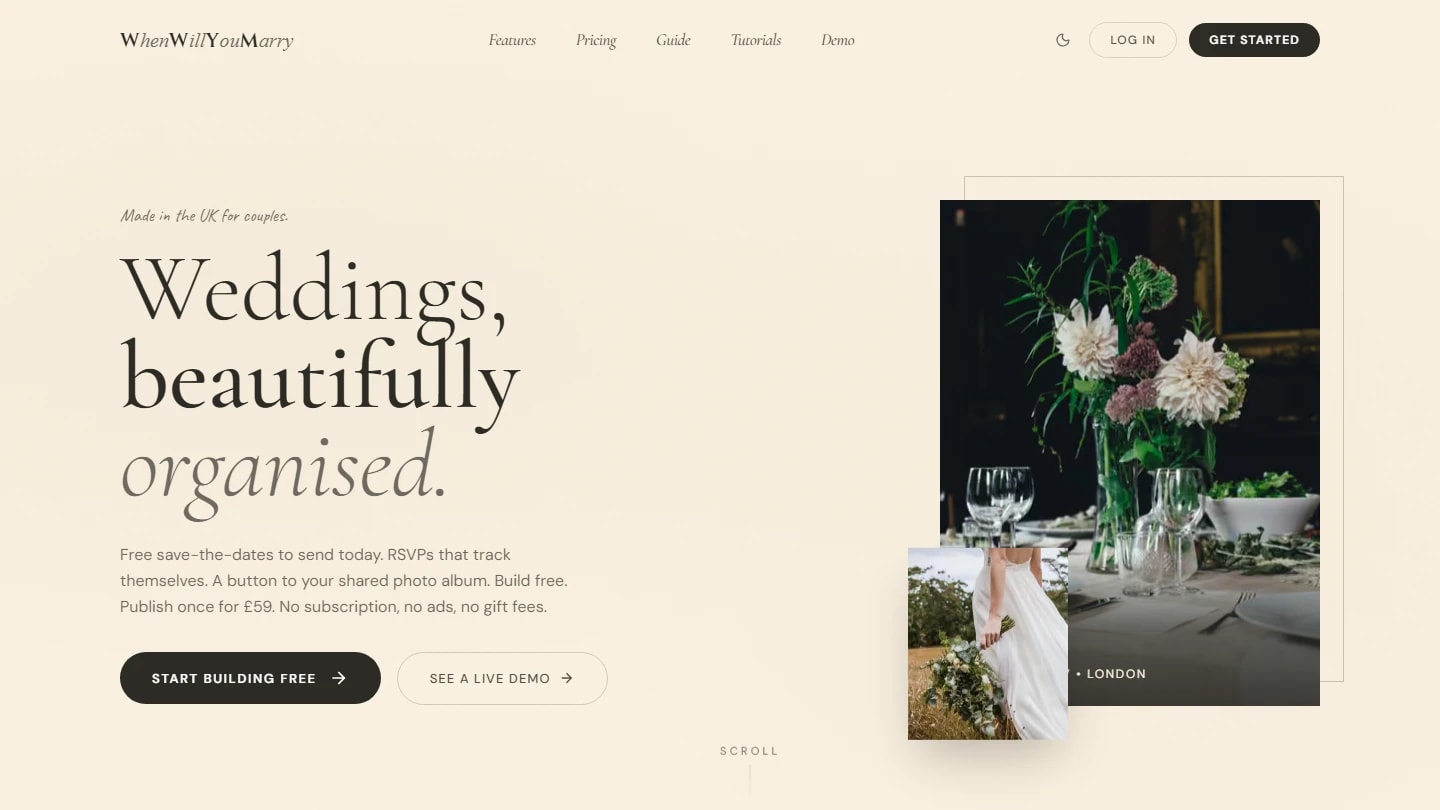 WhenWillYouMarry
Features
Pricing
Guide
Tutorials
Demo
LOG IN
GET STARTED
Made in the UK for couples.
Weddings,
beautifully
organised.
Free save-the-dates to send today. RSVPs that track
themselves. A button to your shared photo album. Build free.
Publish once for £59. No subscription, no ads, no gift fees.
START BUILDING FREE
SEE A LIVE DEMO
• LONDON
SCROLL